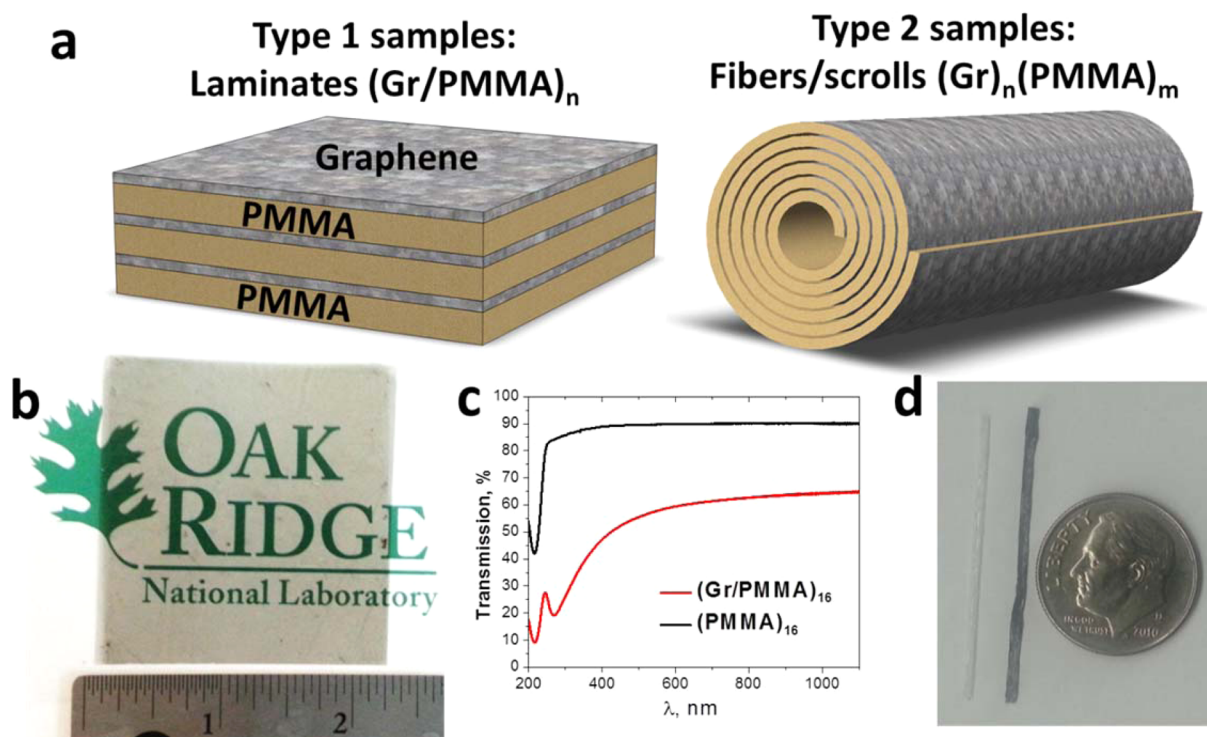 a
Type 1 samples:
Laminates (Gr/PMMA)n
Graphene
PMMA
PMMA
Type 2 samples:
Fibers/scrolls (Gr)n(PMMA)m
b
OAK
RIDGE
National Laboratory
1
2
c
100
90
80
70
60
50
40
30
20
10
0
Transmission, %
(Gr/PMMA)16
(PMMA)16
200 400 600 800 1000
λ, nm
d
LIBERTY
IN GOD
WE TRUST
2010